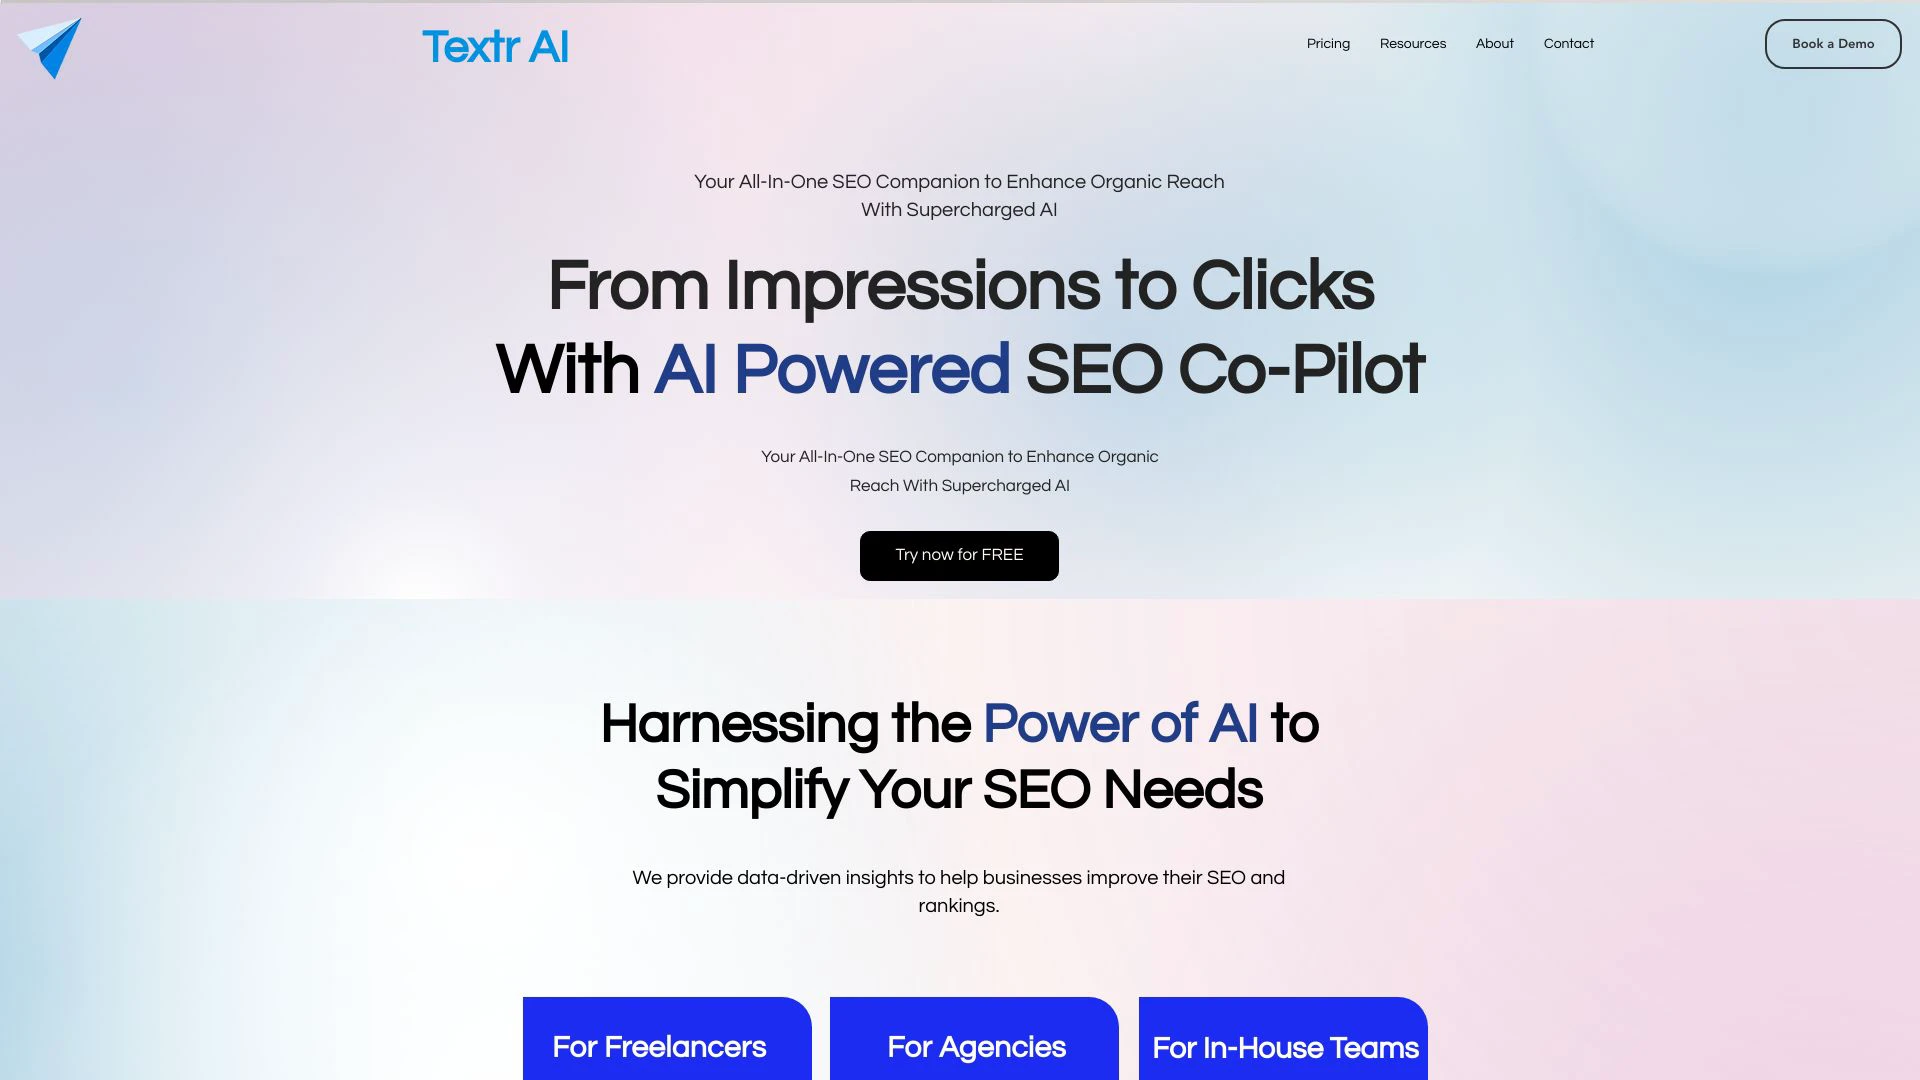 Textr AI
Pricing
Resources
About
Contact
Book a Demo
Your All-In-One SEO Companion to Enhance Organic Reach
With Supercharged AI
From Impressions to Clicks
With AI Powered SEO Co-Pilot
Your All-In-One SEO Companion to Enhance Organic
Reach With Supercharged AI
Try now for FREE
Harnessing the Power of AI to
Simplify Your SEO Needs
We provide data-driven insights to help businesses improve their SEO and
rankings.
For Freelancers
For Agencies
For In-House Teams